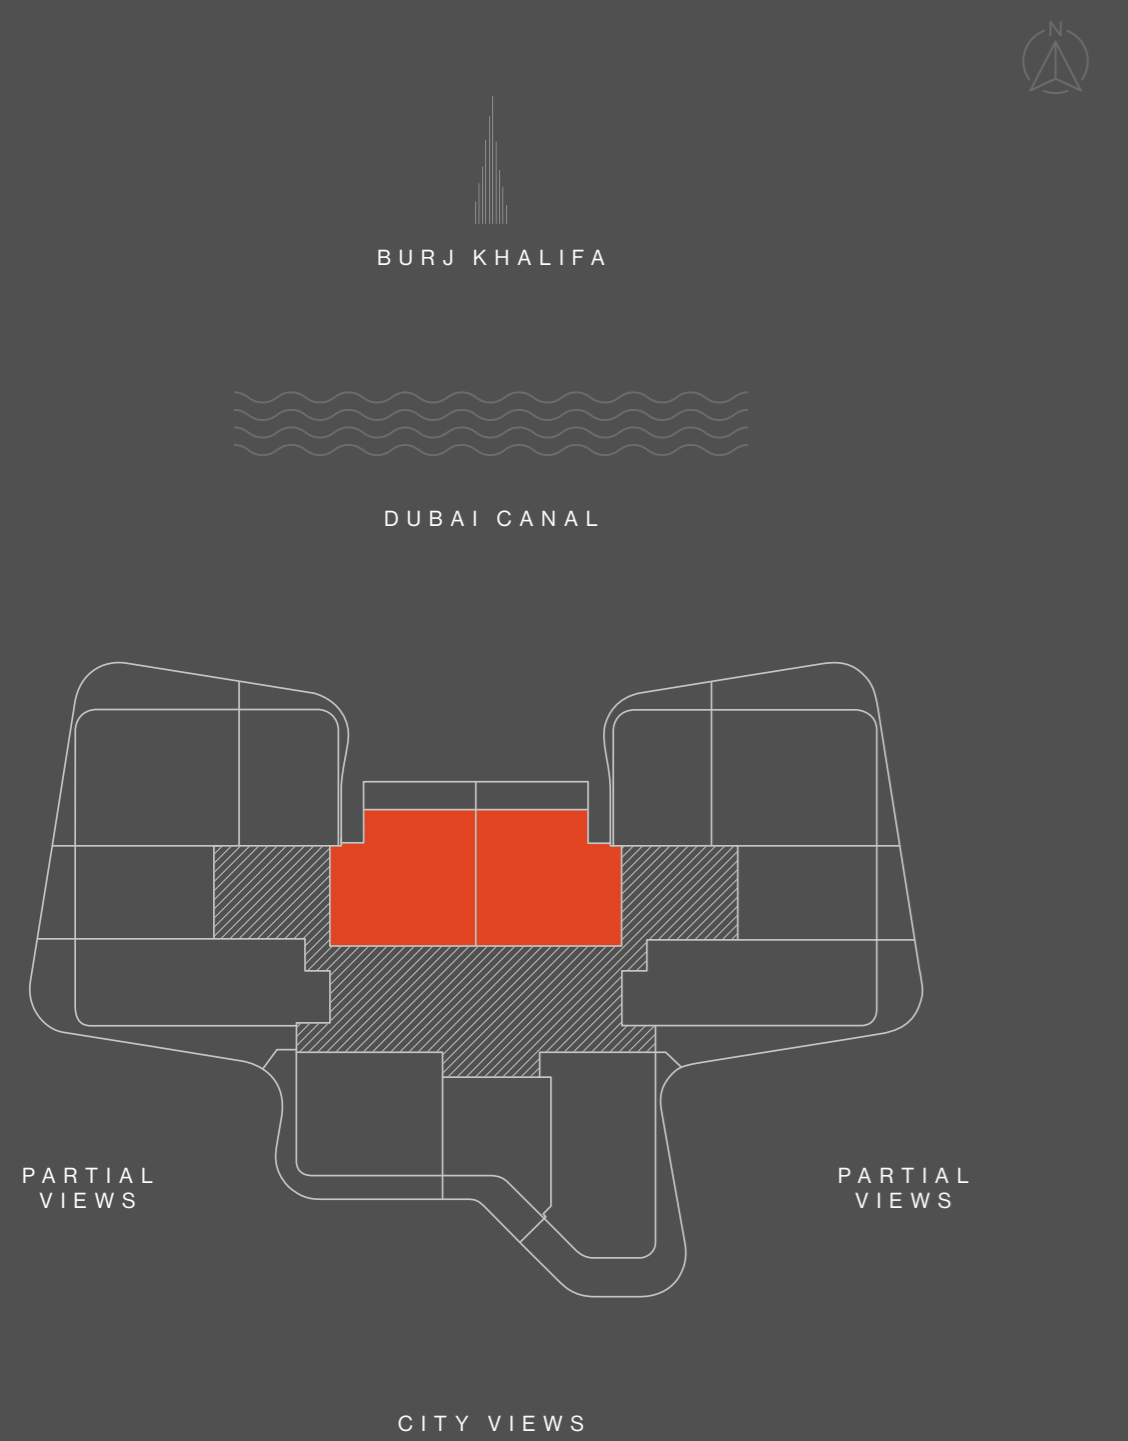 N
BURJ KHALIFA
DUBAI CANAL
PARTIAL
VIEWS
PARTIAL
VIEWS
CITY VIEWS